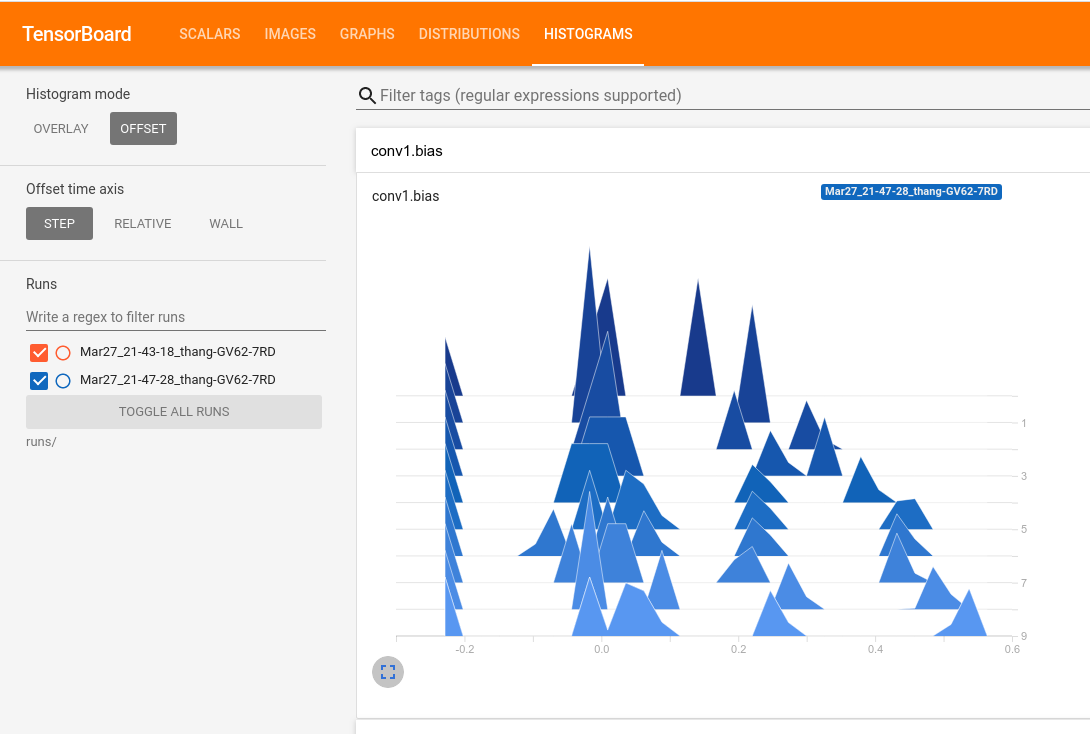 TensorBoard SCALARS IMAGES GRAPHS DISTRIBUTIONS HISTOGRAMS
Histogram mode
OVERLAY OFFSET
Offset time axis
STEP RELATIVE WALL
Runs
Write a regex to filter runs
Mar27_21-43-18_thang-GV62-7RD
Mar27_21-47-28_thang-GV62-7RD
TOGGLE ALL RUNS
runs/
Filter tags (regular expressions supported)
conv1.bias
conv1.bias
Mar27_21-47-28_thang-GV62-7RD
1
3
5
7
9
-0.2 0.0 0.2 0.4 0.6